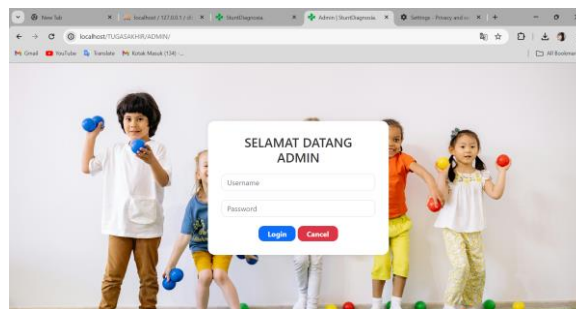 New Tab
localhost / 127.0.0.1 /
StuntDiagnosis.
Admin | StuntDiagnosis.
Settings - Privacy and
localhost/TUGASAKHIR/ADMIN/
Gmail
YouTube
Translate
Kotak Masuk (134) -...
All Bookmar
SELAMAT DATANG
ADMIN
Username
Password
Login
Cancel